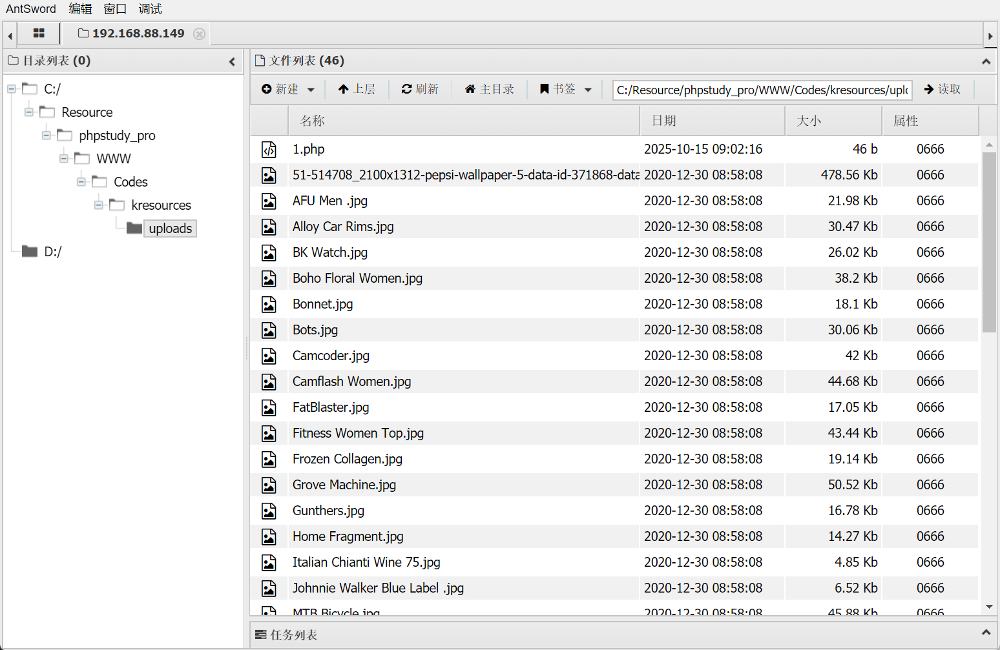 AntSword 编辑 窗口 调试
192.168.88.149
目录列表 (0)
文件列表 (46)
新建 上层 刷新 主目录 书签 C:/Resource/phpstudy_pro/WWW/Codes/kresources/uplo 读取
C:/
Resource
phpstudy_pro
WWW
Codes
kresources
uploads
D:/
名称 日期 大小 属性
1.php 2025-10-15 09:02:16 46 b 0666
51-514708_2100x1312-pepsi-wallpaper-5-data-id-371868-data 2020-12-30 08:58:08 478.56 Kb 0666
AFU Men .jpg 2020-12-30 08:58:08 21.98 Kb 0666
Alloy Car Rims.jpg 2020-12-30 08:58:08 30.47 Kb 0666
BK Watch.jpg 2020-12-30 08:58:08 26.02 Kb 0666
Boho Floral Women.jpg 2020-12-30 08:58:08 38.2 Kb 0666
Bonnet.jpg 2020-12-30 08:58:08 18.1 Kb 0666
Bots.jpg 2020-12-30 08:58:08 30.06 Kb 0666
Camcoder.jpg 2020-12-30 08:58:08 42 Kb 0666
Camflash Women.jpg 2020-12-30 08:58:08 44.68 Kb 0666
FatBlaster.jpg 2020-12-30 08:58:08 17.05 Kb 0666
Fitness Women Top.jpg 2020-12-30 08:58:08 43.44 Kb 0666
Frozen Collagen.jpg 2020-12-30 08:58:08 19.14 Kb 0666
Grove Machine.jpg 2020-12-30 08:58:08 50.52 Kb 0666
Gunthers.jpg 2020-12-30 08:58:08 16.78 Kb 0666
Home Fragment.jpg 2020-12-30 08:58:08 14.27 Kb 0666
Italian Chianti Wine 75.jpg 2020-12-30 08:58:08 4.85 Kb 0666
Johnnie Walker Blue Label .jpg 2020-12-30 08:58:08 6.52 Kb 0666
MTB Bicycle.jpg 2020-12-30 08:58:08 45.88 Kb 0666
任务列表